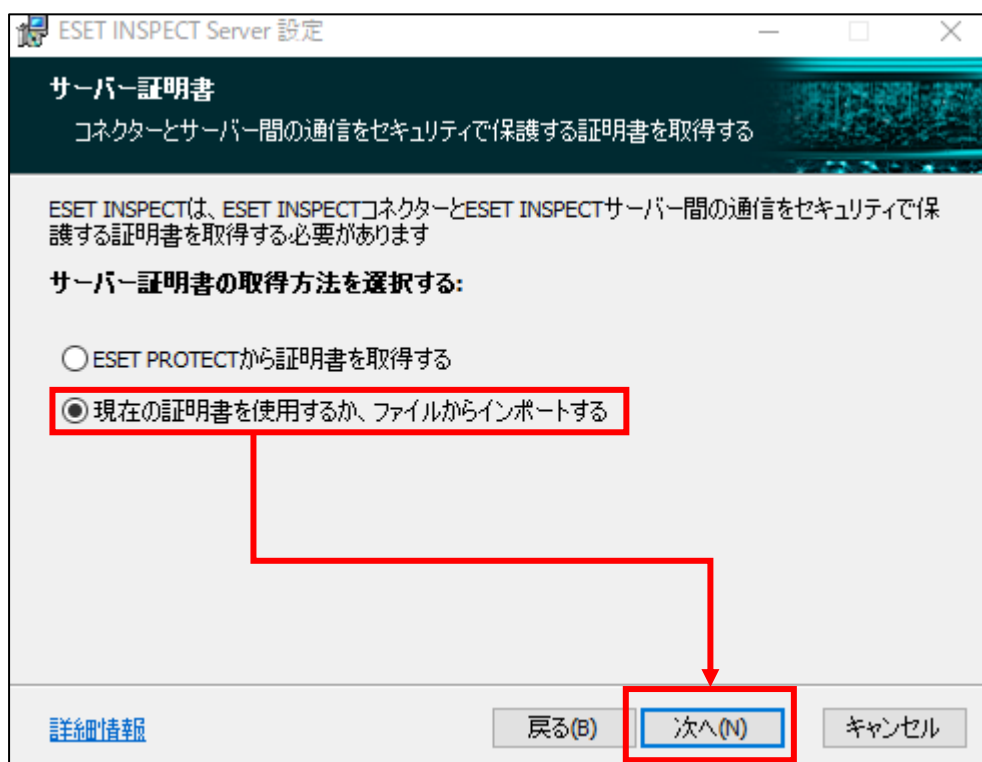 ESET INSPECT Server 設定
サーバー証明書
コネクターとサーバー間の通信をセキュリティで保護する証明書を取得する
ESET INSPECTは、ESET INSPECTコネクターとESET INSPECTサーバー間の通信をセキュリティで保
護する証明書を取得する必要があります
サーバー証明書の取得方法を選択する:
ESET PROTECTから証明書を取得する
現在の証明書を使用するか、ファイルからインポートする
詳細情報
戻る(B)
次へ(N)
キャンセル